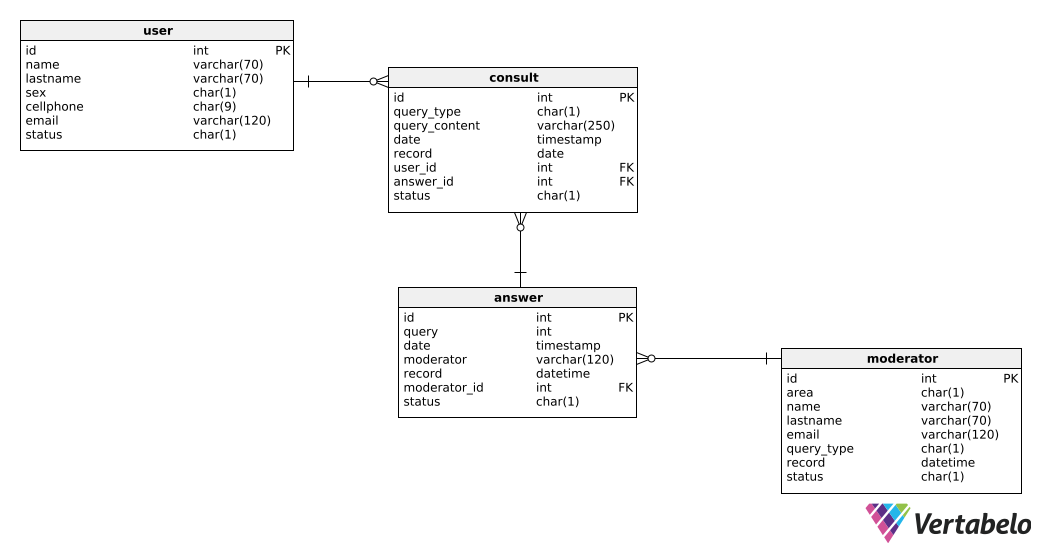 user
id int PK
name varchar(70)
lastname varchar(70)
sex char(1)
cellphone char(9)
email varchar(120)
status char(1)
consult
id int PK
query_type char(1)
query_content varchar(250)
date timestamp
record date
user_id int FK
answer_id int FK
status char(1)
answer
id int PK
query int
date timestamp
moderator varchar(120)
record datetime
moderator_id int FK
status char(1)
moderator
id int PK
area char(1)
name varchar(70)
lastname varchar(70)
email varchar(120)
query_type char(1)
record datetime
status char(1)
Vertabelo